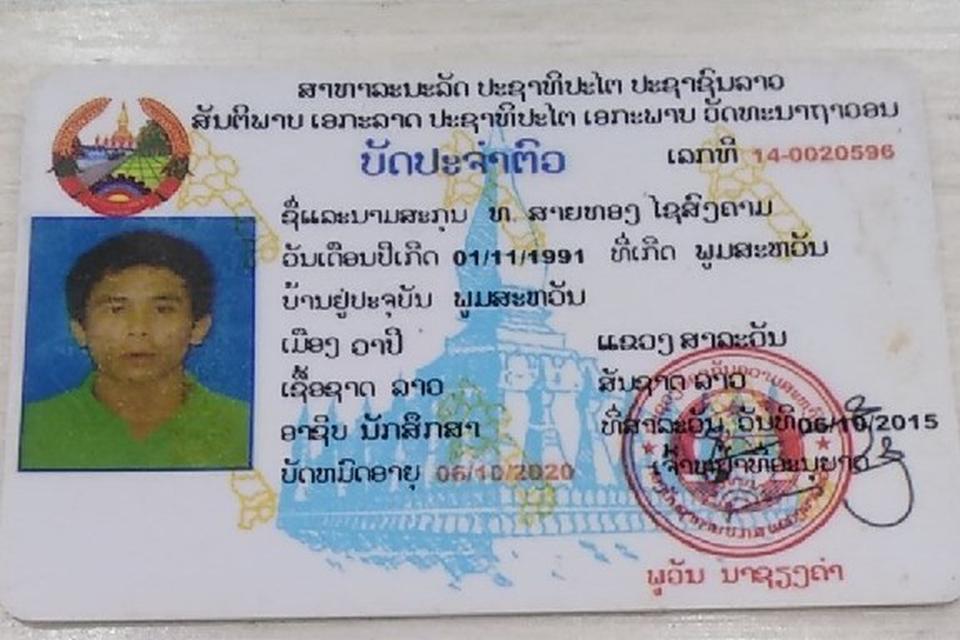 ສາທາລະນະລັດ ປະຊາທິປະໄຕ ປະຊາຊົນລາວ
ສັນຕິພາບ ເອກະລາດ ປະຊາທິປະໄຕ ເອກະພາບ ວັດທະນາຖາວອນ
ບັດປະຈຳຕົວ ເລກທີ 14-0020596
ຊື່ແລະນາມສະກຸນ ທ. ສາຍທອງ ໄຊສົງຄາມ
ວັນເດືອນປີເກີດ 01/11/1991 ທີ່ເກີດ ພູມສະຫວັນ
ບ້ານຢູ່ປະຈຸບັນ ພູມສະຫວັນ
ເມືອງ ວາປີ ແຂວງ ສາລະວັນ
ເຊື້ອຊາດ ລາວ ສັນຊາດ ລາວ
ອາຊີບ ນັກສຶກສາ ທີ່ສາລະວັນ, ວັນທີ 06/10/2015
ບັດຫມົດອາຍຸ 06/10/2020 ເຈົ້າໜ້າທີ່ອະນຸຍາດ
ພູວັນ ນາຊຽງຄຳ